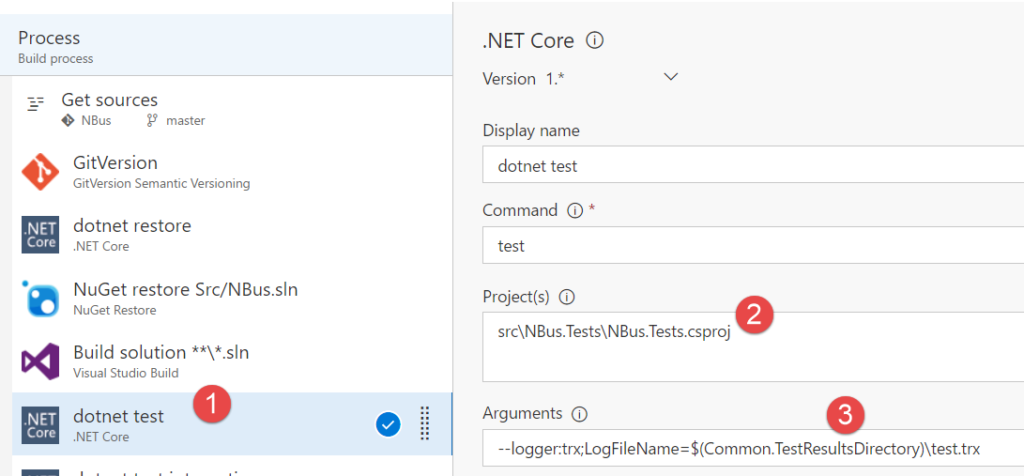 Process
Build process
Get sources
NBus master
GitVersion
GitVersion Semantic Versioning
.NET Core
dotnet restore
.NET Core
NuGet restore Src/NBus.sln
NuGet Restore
Build solution **\*.sln
Visual Studio Build
1
.NET Core
dotnet test
.NET Core
.NET
.NET Core
Version 1.*
Display name
dotnet test
Command *
test
Project(s)
2
src\NBus.Tests\NBus.Tests.csproj
Arguments
3
--logger:trx;LogFileName=$(Common.TestResultsDirectory)\test.trx